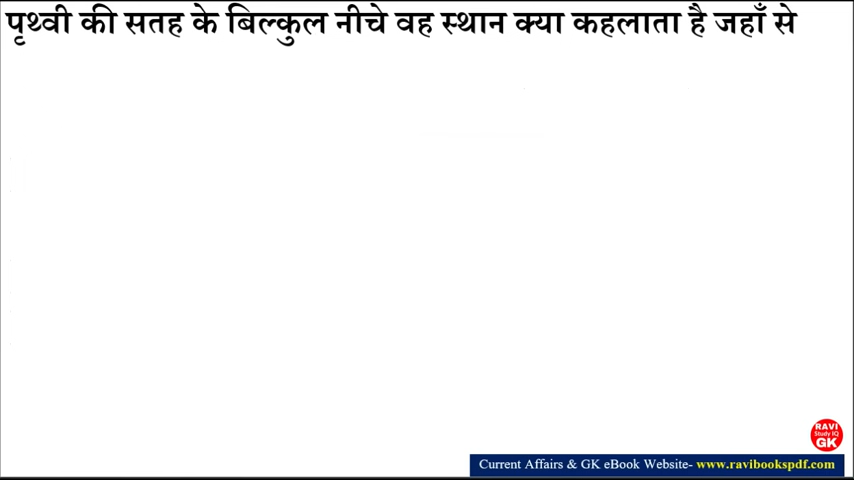 पृथ्वी की सतह के बिल्कुल नीचे वह स्थान क्या कहलाता है जहाँ से
RAVI
Study IQ
GK
Current Affairs & GK eBook Website- www.ravibookspdf.com